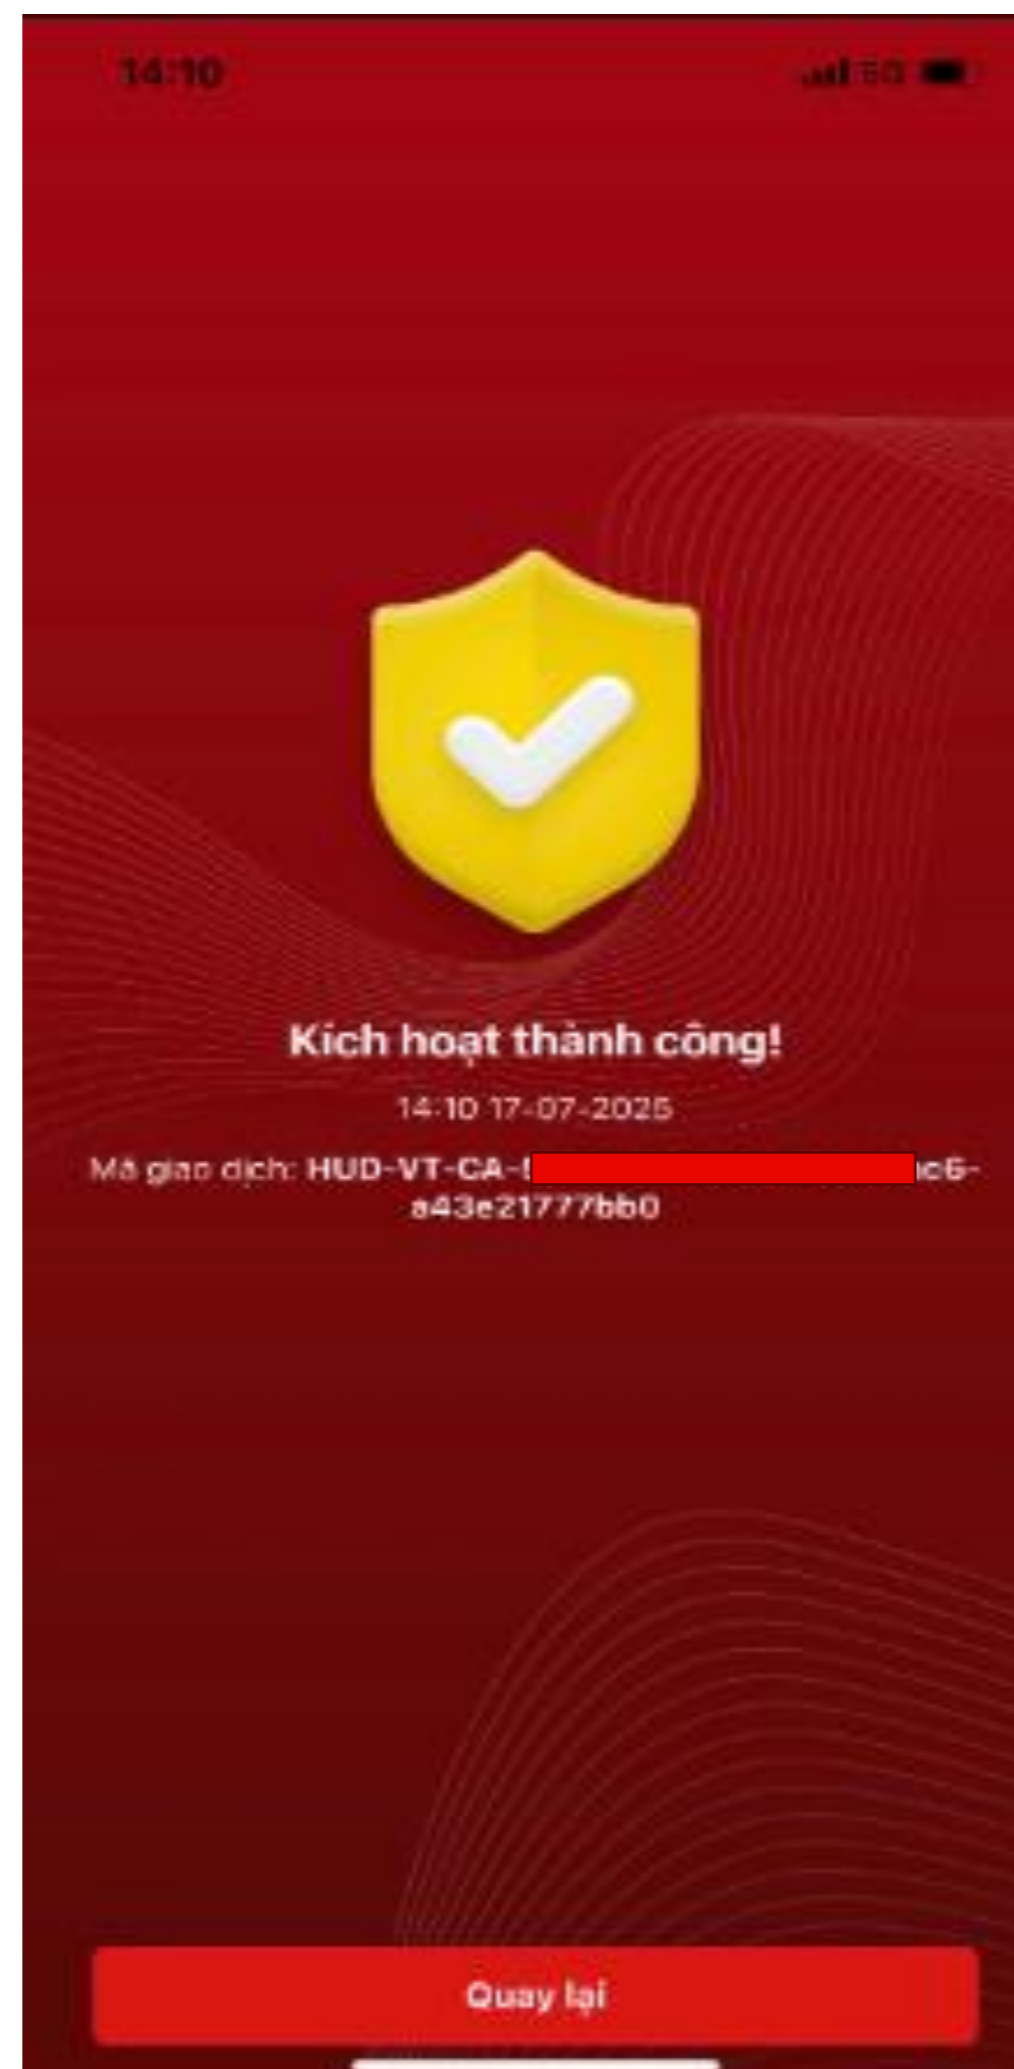 14:10
5G
Kích hoạt thành công!
14:10 17-07-2025
Mã giao dịch: HUD-VT-CA- ac6-
a43e21777bb0
Quay lại